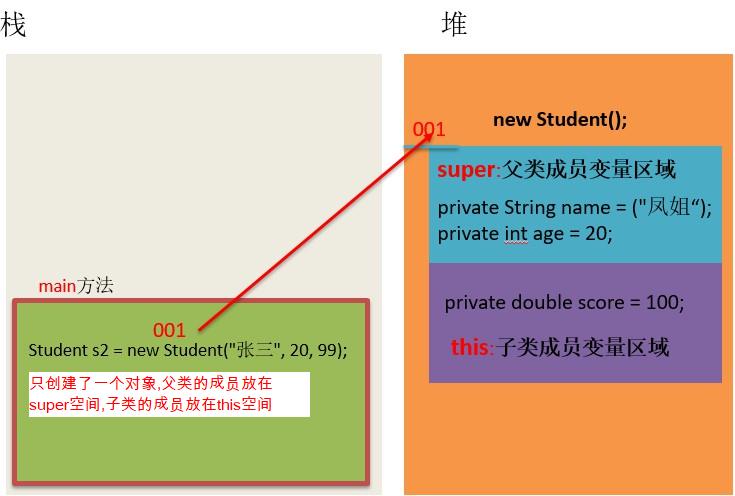 栈
堆
new Student();
001
super:父类成员变量区域
private String name = ("凤姐“);
private int age = 20;
private double score = 100;
this:子类成员变量区域
main方法
001
Student s2 = new Student("张三", 20, 99);
只创建了一个对象,父类的成员放在
super空间,子类的成员放在this空间